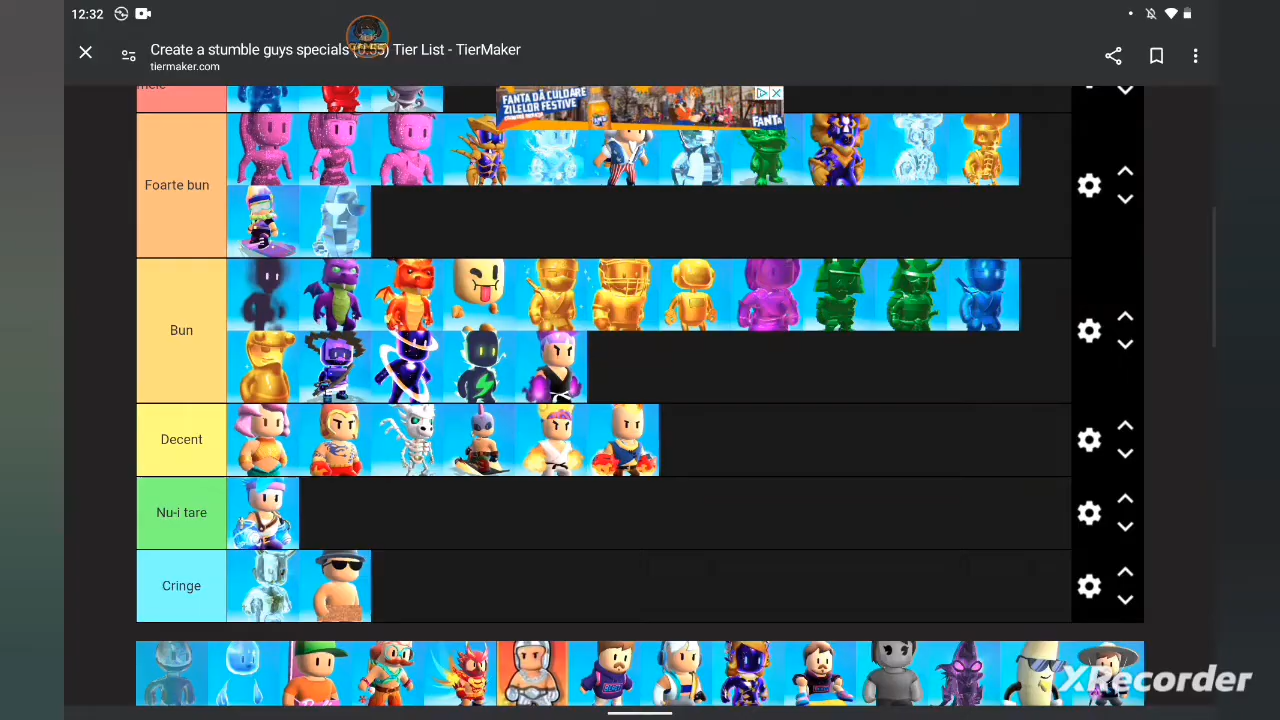 12:32
Create a stumble guys specials (0.55) Tier List - TierMaker
tiermaker.com
FANTA DĂ CULOARE
ZILELOR FESTIVE
FANTA
Foarte bun
Bun
Decent
Nu-i tare
Cringe
XRecorder